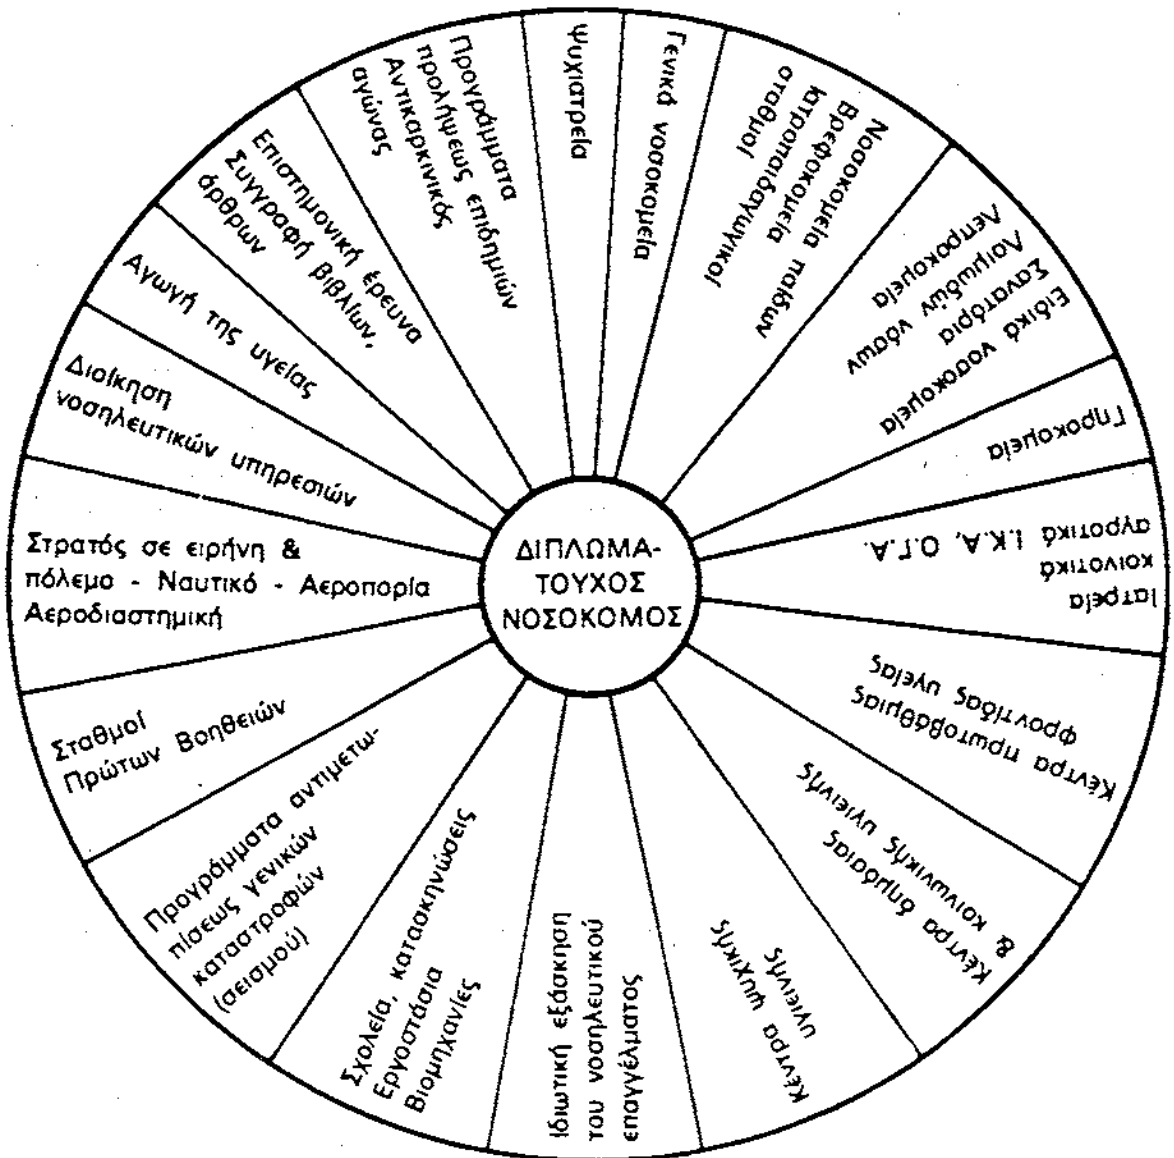 ΔΙΠΛΩΜΑ-
ΤΟΥΧΟΣ
ΝΟΣΟΚΟΜΟΣ
Ψυχιατρεία
Γενικά νοσοκομεία
Νοσοκομεία παίδων
Βρεφοκομεία
Ιατροπαιδαγωγικοί
σταθμοί
Ειδικά νοσοκομεία
Σανατόρια
Λοιμωδών νόσων
Λεπροκομεία
Γηροκομεία
Ιατρεία
κοινοτικά
αγροτικά Ι.Κ.Α, Ο.Γ.Α.
Κέντρα πρωτοβάθμιας
φροντίδας υγείας
Κέντρα δημόσιας
& κοινωνικής υγιεινής
Κέντρα ψυχικής
υγιεινής
Ιδιωτική εξάσκηση
του νοσηλευτικού
επαγγέλματος
Σχολεία, κατασκηνώσεις
Εργοστάσια
Βιομηχανίες
Προγράμματα αντιμετω-
πίσεως γενικών
καταστροφών
(σεισμού)
Σταθμοί
Πρώτων Βοηθειών
Στρατός σε ειρήνη &
πόλεμο - Ναυτικό - Αεροπορία
Αεροδιαστημική
Διοίκηση
νοσηλευτικών υπηρεσιών
Αγωγή της υγείας
Επιστημονική έρευνα
Συγγραφή βιβλίων,
άρθρων
Προγράμματα
προλήψεως επιδημιών
Αντικαρκινικός
αγώνας